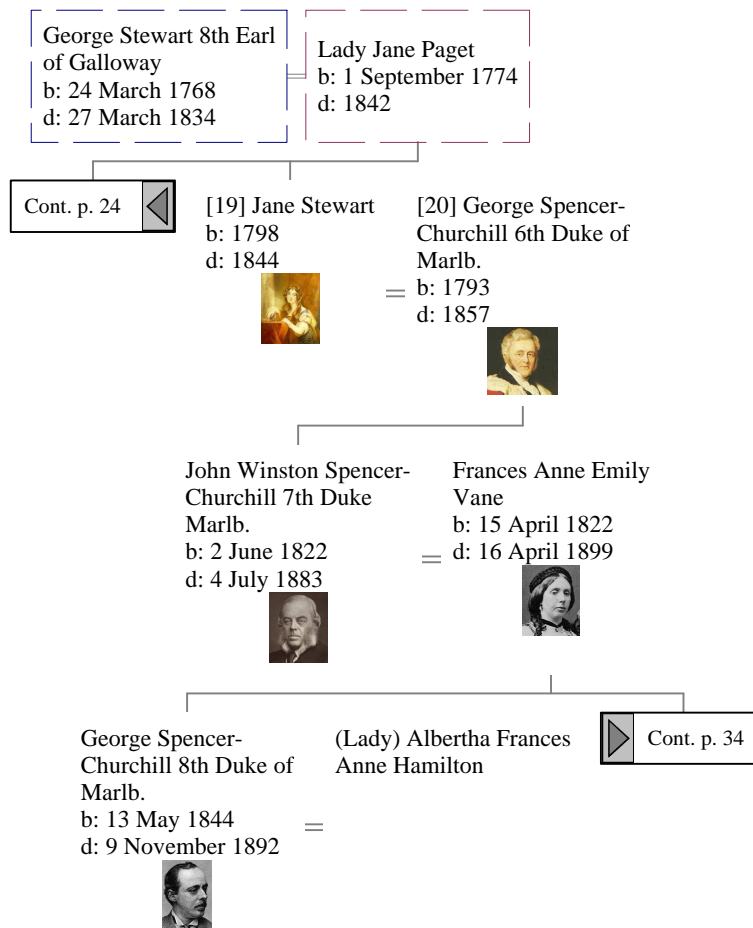 George Stewart 8th Earl
of Galloway
b: 24 March 1768
d: 27 March 1834
Lady Jane Paget
b: 1 September 1774
d: 1842
Cont. p. 24
[19] Jane Stewart
b: 1798
d: 1844
[20] George Spencer-
Churchill 6th Duke of
Marlb.
b: 1793
d: 1857
John Winston Spencer-
Churchill 7th Duke
Marlb.
b: 2 June 1822
d: 4 July 1883
Frances Anne Emily
Vane
b: 15 April 1822
d: 16 April 1899
George Spencer-
Churchill 8th Duke of
Marlb.
b: 13 May 1844
d: 9 November 1892
(Lady) Albertha Frances
Anne Hamilton
Cont. p. 34